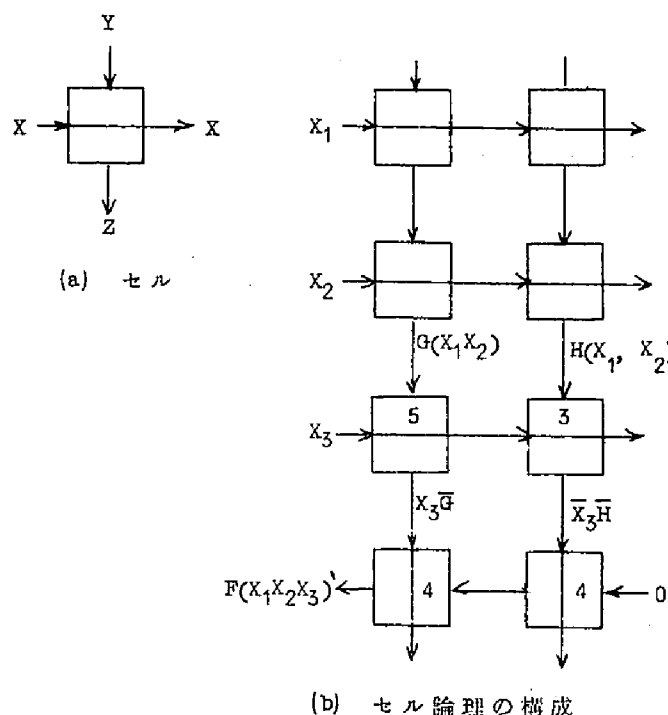 Y
X
X
Z
(a) セル
X₁
X₂
G(X₁X₂)
H(X₁, X₂)
X₃
5
3
X₃G̅
X̅₃H̅
F(X₁X₂X₃)'
4
4
0
(b) セル論理の構成